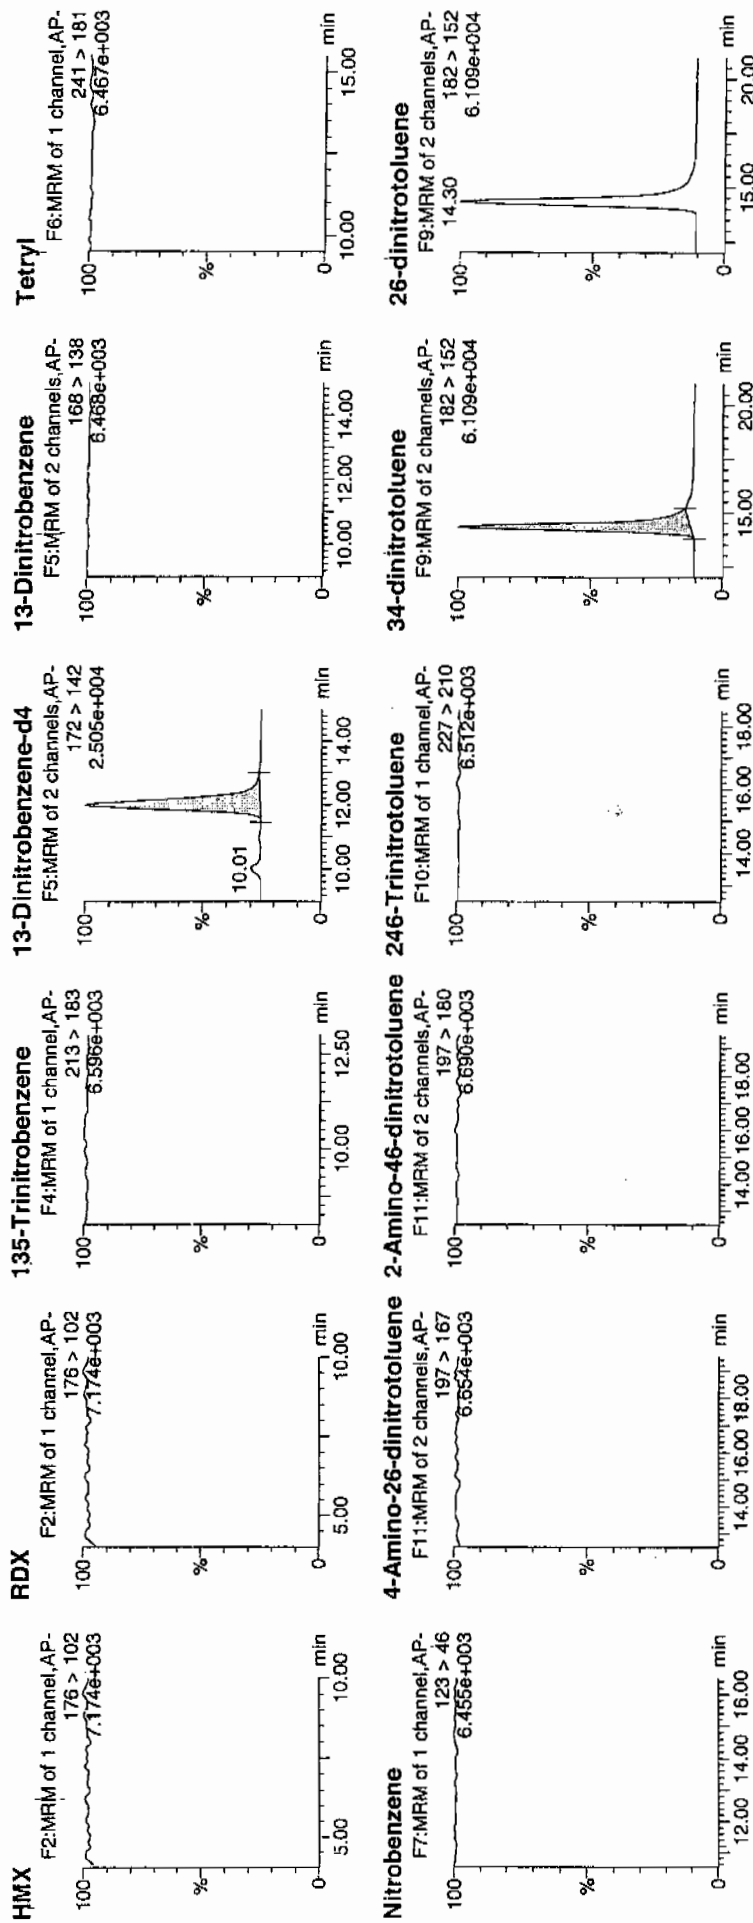 HMX
F2:MRM of 1 channel,AP-
176 > 102
7.174e+003
100
%
0
5.00 10.00 min
RDX
F2:MRM of 1 channel,AP-
176 > 102
7.174e+003
100
%
0
5.00 10.00 min
135-Trinitrobenzene
F4:MRM of 1 channel,AP-
213 > 183
6.596e+003
100
%
0
10.00 12.50 min
13-Dinitrobenzene-d4
F5:MRM of 2 channels,AP-
172 > 142
2.505e+004
100
%
10.01
0
10.00 12.00 14.00 min
13-Dinitrobenzene
F5:MRM of 2 channels,AP-
168 > 138
6.468e+003
100
%
0
10.00 12.00 14.00 min
Tetryl
F6:MRM of 1 channel,AP-
241 > 181
6.467e+003
100
%
0
10.00 15.00 min
Nitrobenzene
F7:MRM of 1 channel,AP-
123 > 46
6.455e+003
100
%
0
12.00 14.00 16.00 min
4-Amino-26-dinitrotoluene
F11:MRM of 2 channels,AP-
197 > 167
6.654e+003
100
%
0
14.00 16.00 18.00 min
2-Amino-46-dinitrotoluene
F11:MRM of 2 channels,AP-
197 > 180
6.690e+003
100
%
0
14.00 16.00 18.00 min
246-Trinitrotoluene
F10:MRM of 1 channel,AP-
227 > 210
6.512e+003
100
%
0
14.00 16.00 18.00 min
34-dinitrotoluene
F9:MRM of 2 channels,AP-
182 > 152
6.109e+004
100
%
0
15.00 20.00 min
26-dinitrotoluene
F9:MRM of 2 channels,AP-
14.30 182 > 152
6.109e+004
100
%
0
15.00 20.00 min